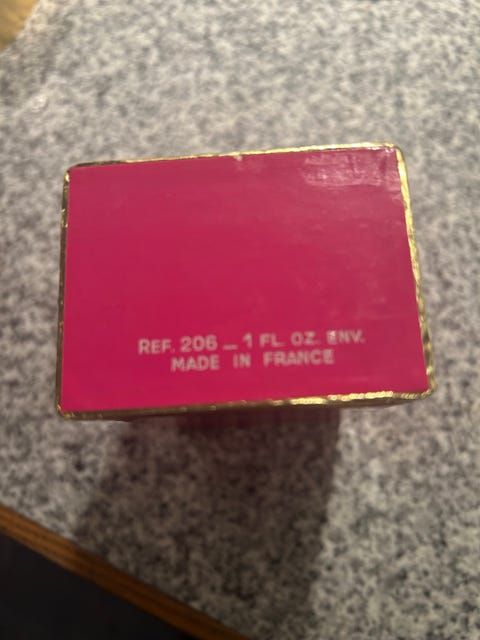 REF. 206 – 1 FL. OZ. ENV.
MADE IN FRANCE